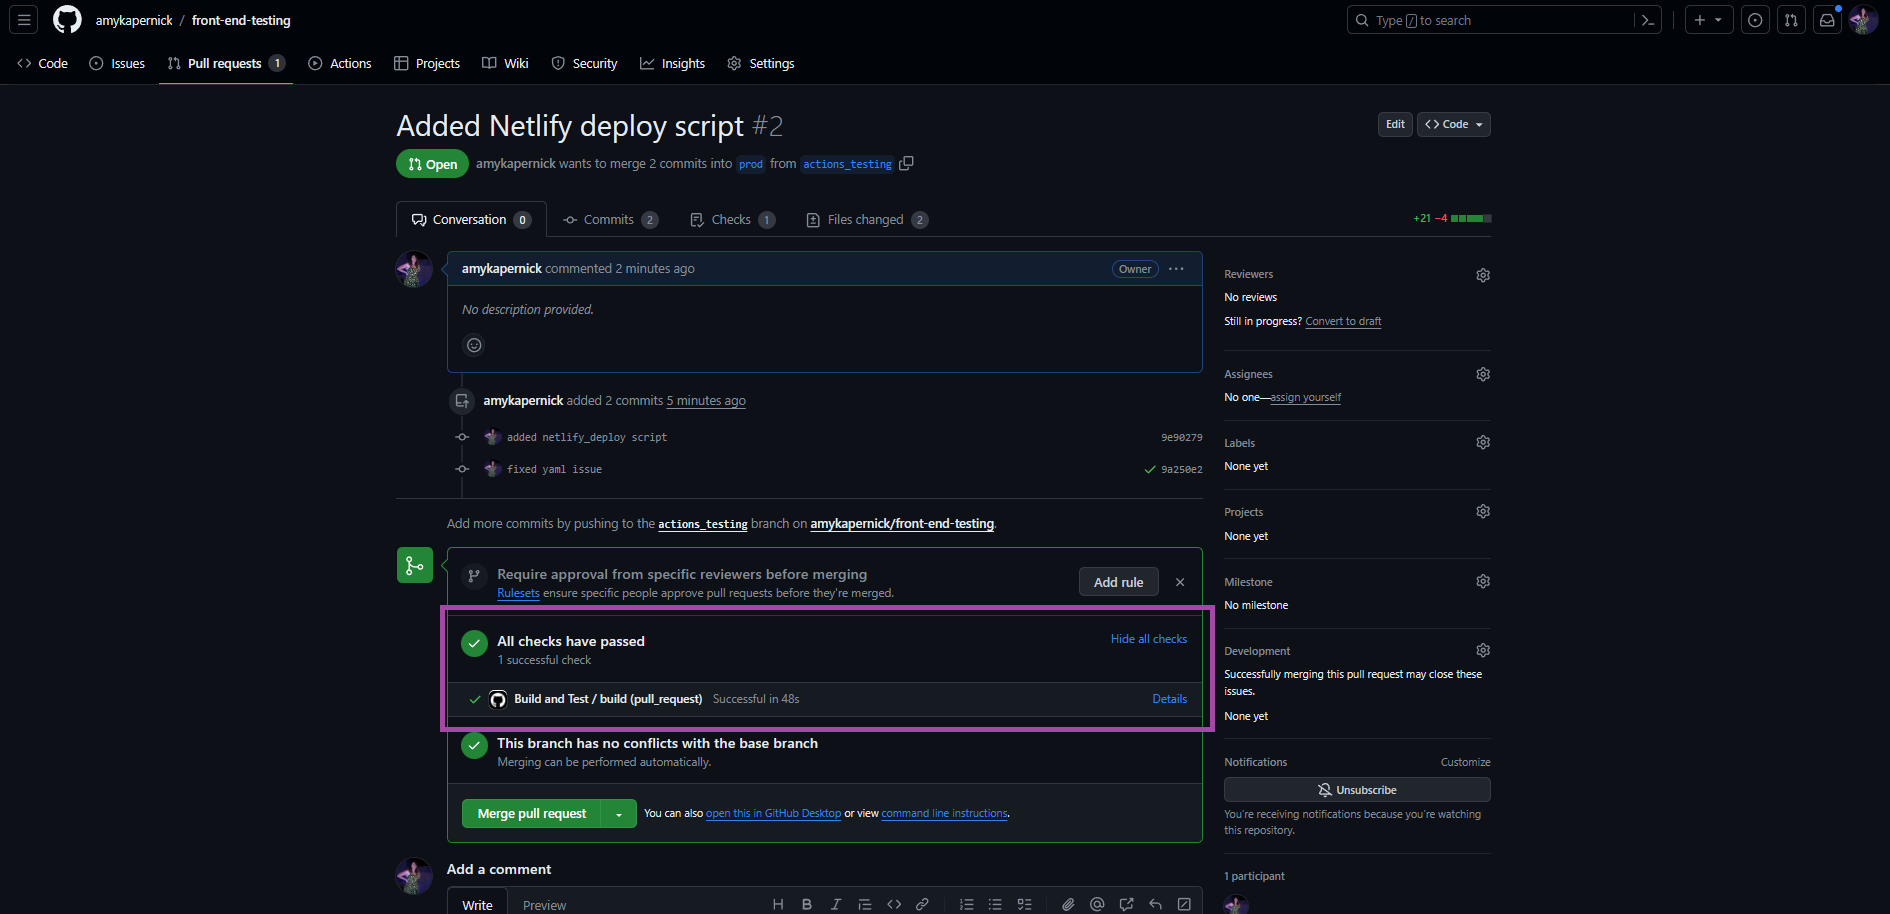 amykapernick / front-end-testing
Type / to search
Code Issues Pull requests 1 Actions Projects Wiki Security Insights Settings
Added Netlify deploy script #2
Edit <> Code
Open amykapernick wants to merge 2 commits into prod from actions_testing
Conversation 0 Commits 2 Checks 1 Files changed 2
+21 −4
amykapernick commented 2 minutes ago
Owner ...
No description provided.
amykapernick added 2 commits 5 minutes ago
added netlify_deploy script 9e90279
fixed yaml issue 9a250e2
Add more commits by pushing to the actions_testing branch on amykapernick/front-end-testing.
Require approval from specific reviewers before merging
Rulesets ensure specific people approve pull requests before they're merged.
Add rule
All checks have passed
1 successful check
Hide all checks
Build and Test / build (pull_request) Successful in 48s
Details
This branch has no conflicts with the base branch
Merging can be performed automatically.
Merge pull request
You can also open this in GitHub Desktop or view command line instructions.
Add a comment
Write Preview
H B I
Reviewers
No reviews
Still in progress? Convert to draft
Assignees
No one—assign yourself
Labels
None yet
Projects
None yet
Milestone
No milestone
Development
Successfully merging this pull request may close these
issues.
None yet
Notifications Customize
Unsubscribe
You're receiving notifications because you're watching
this repository.
1 participant